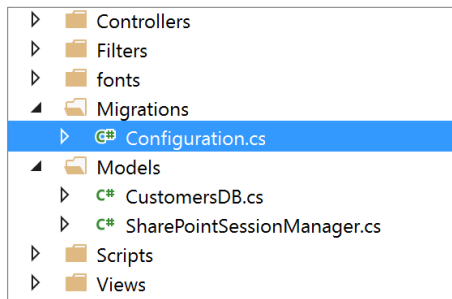 Controllers
Filters
fonts
Migrations
C# Configuration.cs
Models
C# CustomersDB.cs
C# SharePointSessionManager.cs
Scripts
Views